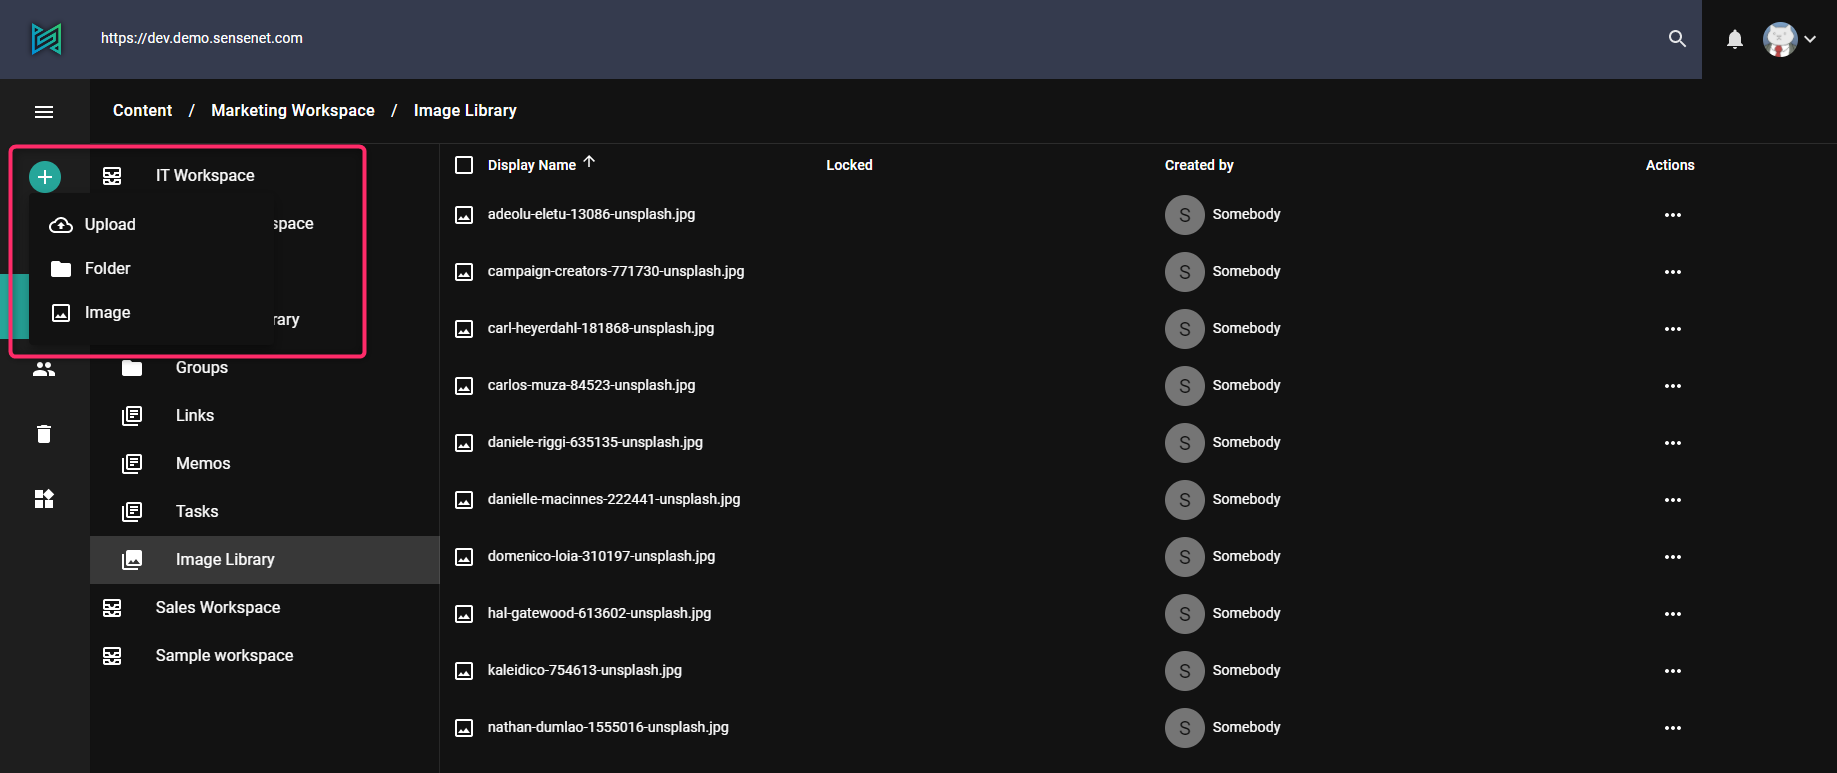 https://dev.demo.sensenet.com
Content / Marketing Workspace / Image Library
IT Workspace
Upload
space
Folder
Image
rary
Groups
Links
Memos
Tasks
Image Library
Sales Workspace
Sample workspace
Display Name Locked Created by Actions
adeolu-eletu-13086-unsplash.jpg S Somebody
campaign-creators-771730-unsplash.jpg S Somebody
carl-heyerdahl-181868-unsplash.jpg S Somebody
carlos-muza-84523-unsplash.jpg S Somebody
daniele-riggi-635135-unsplash.jpg S Somebody
danielle-macinnes-222441-unsplash.jpg S Somebody
domenico-loia-310197-unsplash.jpg S Somebody
hal-gatewood-613602-unsplash.jpg S Somebody
kaleidico-754613-unsplash.jpg S Somebody
nathan-dumlao-1555016-unsplash.jpg S Somebody